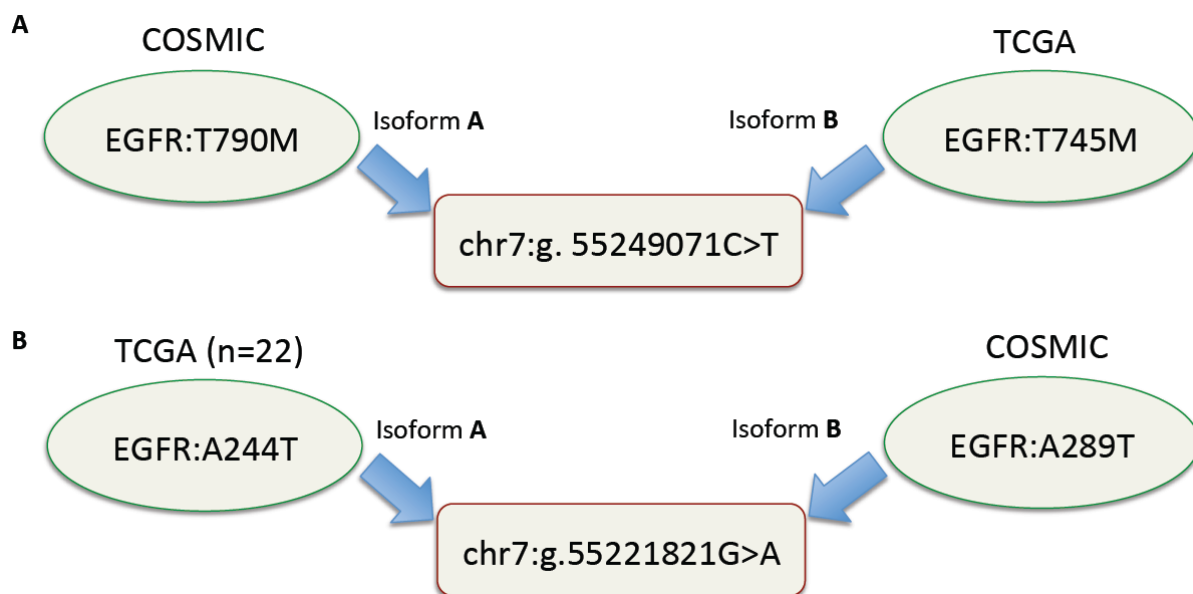 A
COSMIC
TCGA
EGFR:T790M
Isoform A
Isoform B
EGFR:T745M
chr7:g. 55249071C>T
B
TCGA (n=22)
COSMIC
EGFR:A244T
Isoform A
Isoform B
EGFR:A289T
chr7:g.55221821G>A